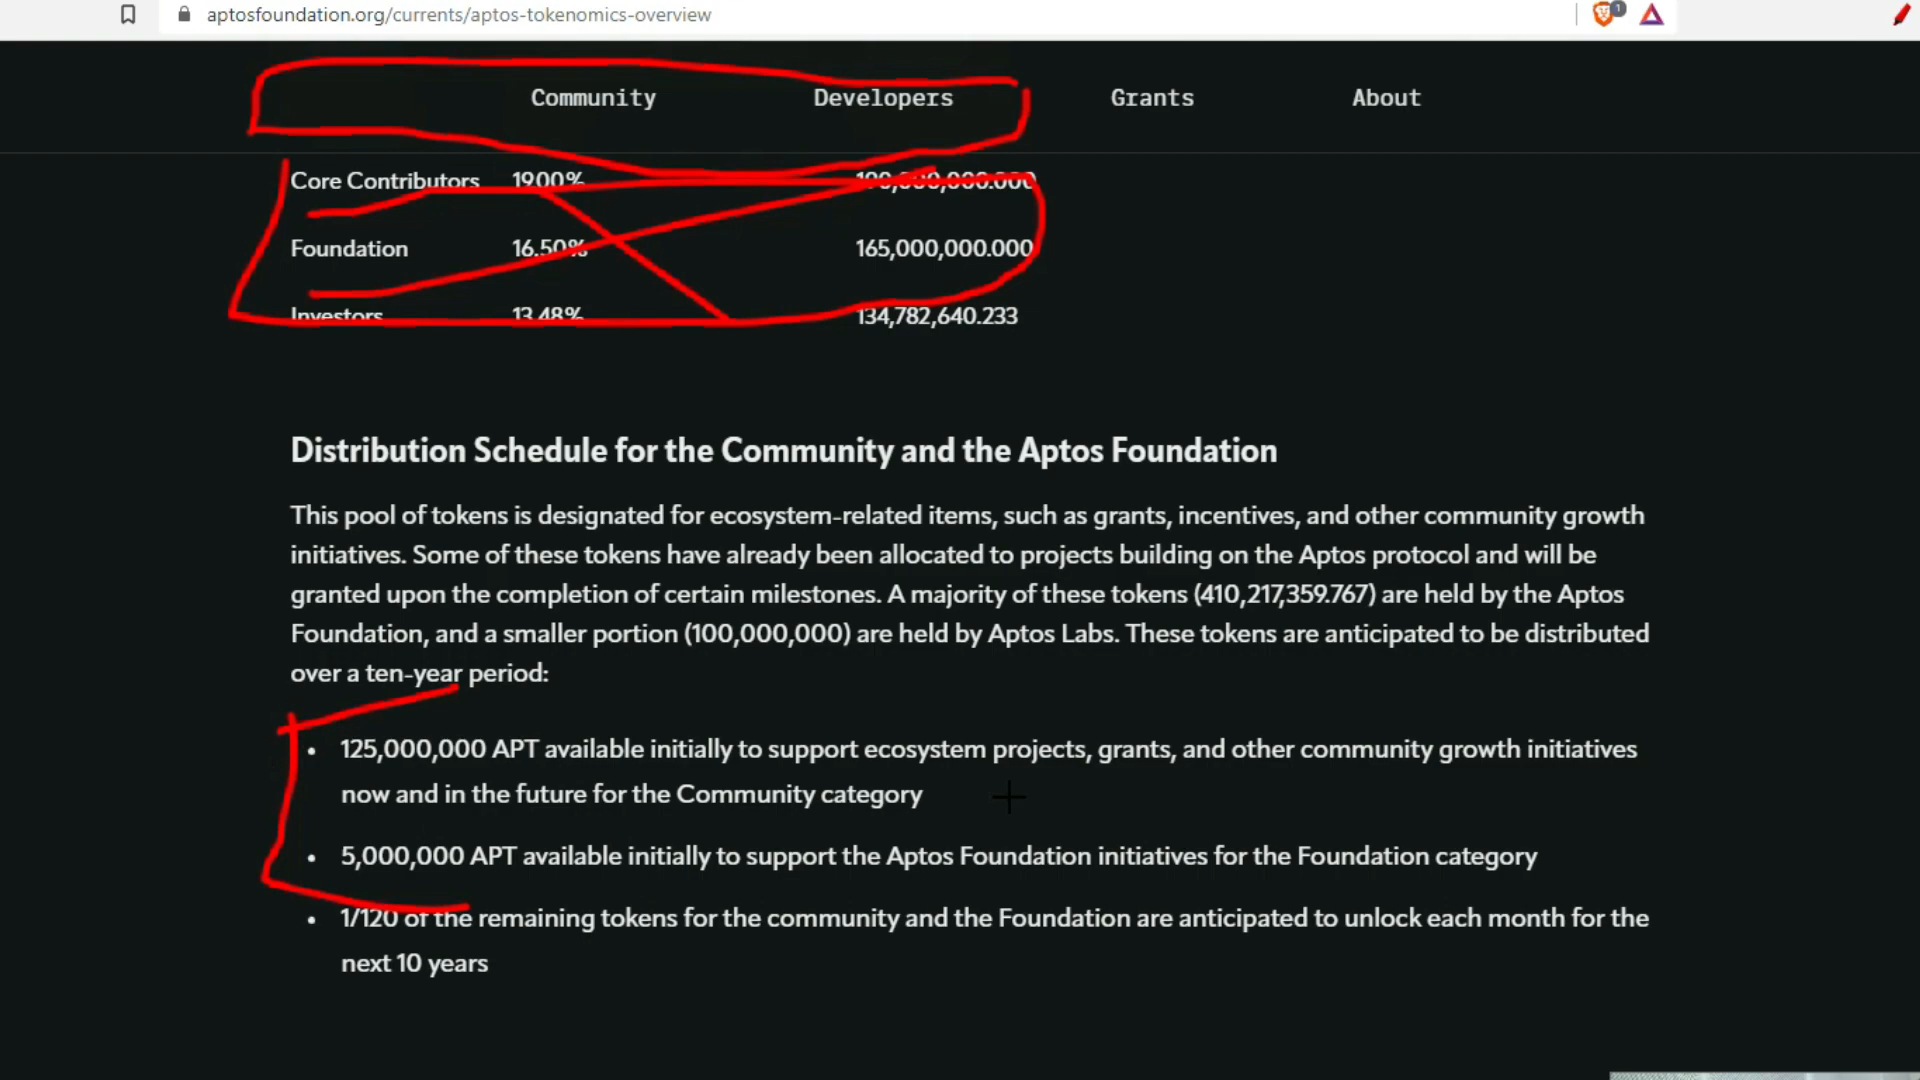 aptosfoundation.org/currents/aptos-tokenomics-overview
1
Community Developers Grants About
Core Contributors 19.00% 190,000,000.000
Foundation 16.50% 165,000,000.000
Investors 13.48% 134,782,640.233
Distribution Schedule for the Community and the Aptos Foundation
This pool of tokens is designated for ecosystem-related items, such as grants, incentives, and other community growth
initiatives. Some of these tokens have already been allocated to projects building on the Aptos protocol and will be
granted upon the completion of certain milestones. A majority of these tokens (410,217,359.767) are held by the Aptos
Foundation, and a smaller portion (100,000,000) are held by Aptos Labs. These tokens are anticipated to be distributed
over a ten-year period:
• 125,000,000 APT available initially to support ecosystem projects, grants, and other community growth initiatives
now and in the future for the Community category
• 5,000,000 APT available initially to support the Aptos Foundation initiatives for the Foundation category
• 1/120 of the remaining tokens for the community and the Foundation are anticipated to unlock each month for the
next 10 years